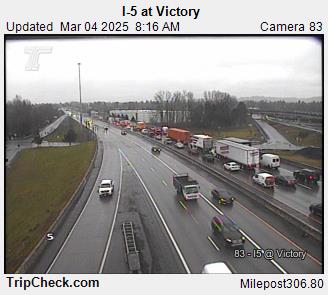 I-5 at Victory
Updated Mar 04 2025 8:16 AM
Camera 83
S
83 - I5 @ Victory
TripCheck.com
Milepost306.80